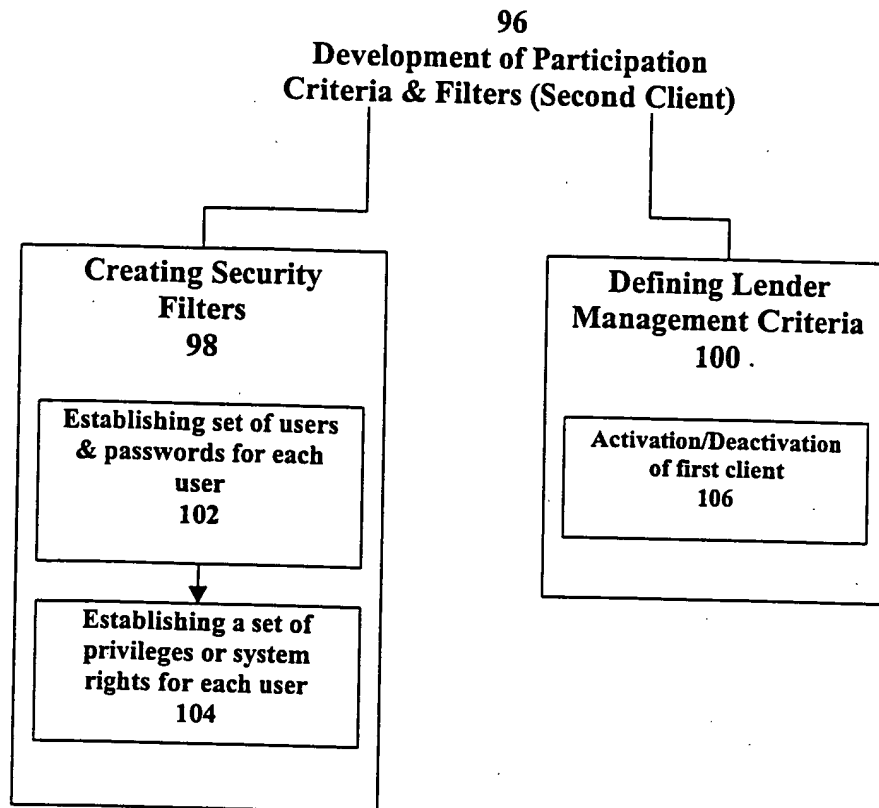 96
Development of Participation
Criteria & Filters (Second Client)
Creating Security
Filters
98
Establishing set of users
& passwords for each
user
102
Establishing a set of
privileges or system
rights for each user
104
Defining Lender
Management Criteria
100
Activation/Deactivation
of first client
106